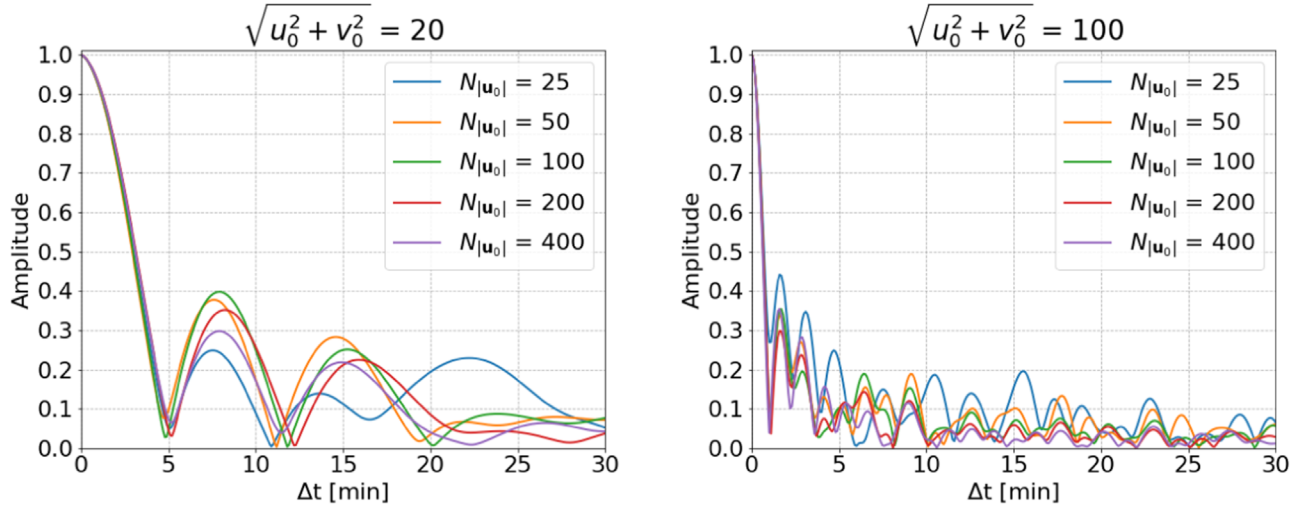 √u₀² + v₀² = 20
1.0
0.9
0.8
0.7
0.6
0.5
0.4
0.3
0.2
0.1
0.0
Amplitude
N|u₀| = 25
N|u₀| = 50
N|u₀| = 100
N|u₀| = 200
N|u₀| = 400
0 5 10 15 20 25 30
Δt [min]
√u₀² + v₀² = 100
1.0
0.9
0.8
0.7
0.6
0.5
0.4
0.3
0.2
0.1
0.0
Amplitude
N|u₀| = 25
N|u₀| = 50
N|u₀| = 100
N|u₀| = 200
N|u₀| = 400
0 5 10 15 20 25 30
Δt [min]